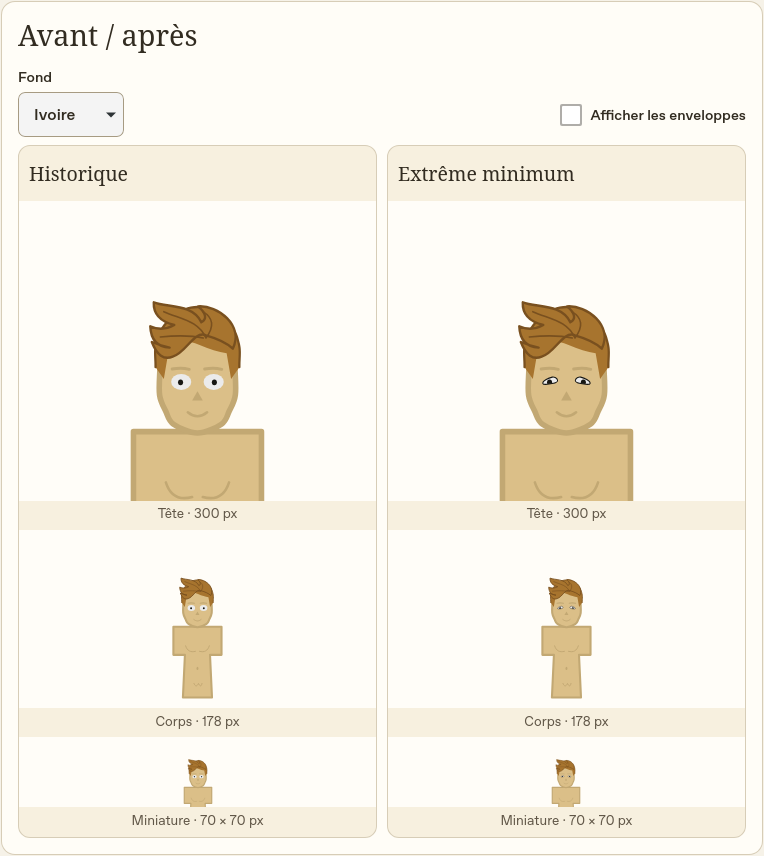 Avant / après
Fond
Ivoire
Afficher les enveloppes
Historique
Extrême minimum
Tête · 300 px
Tête · 300 px
Corps · 178 px
Corps · 178 px
Miniature · 70 × 70 px
Miniature · 70 × 70 px